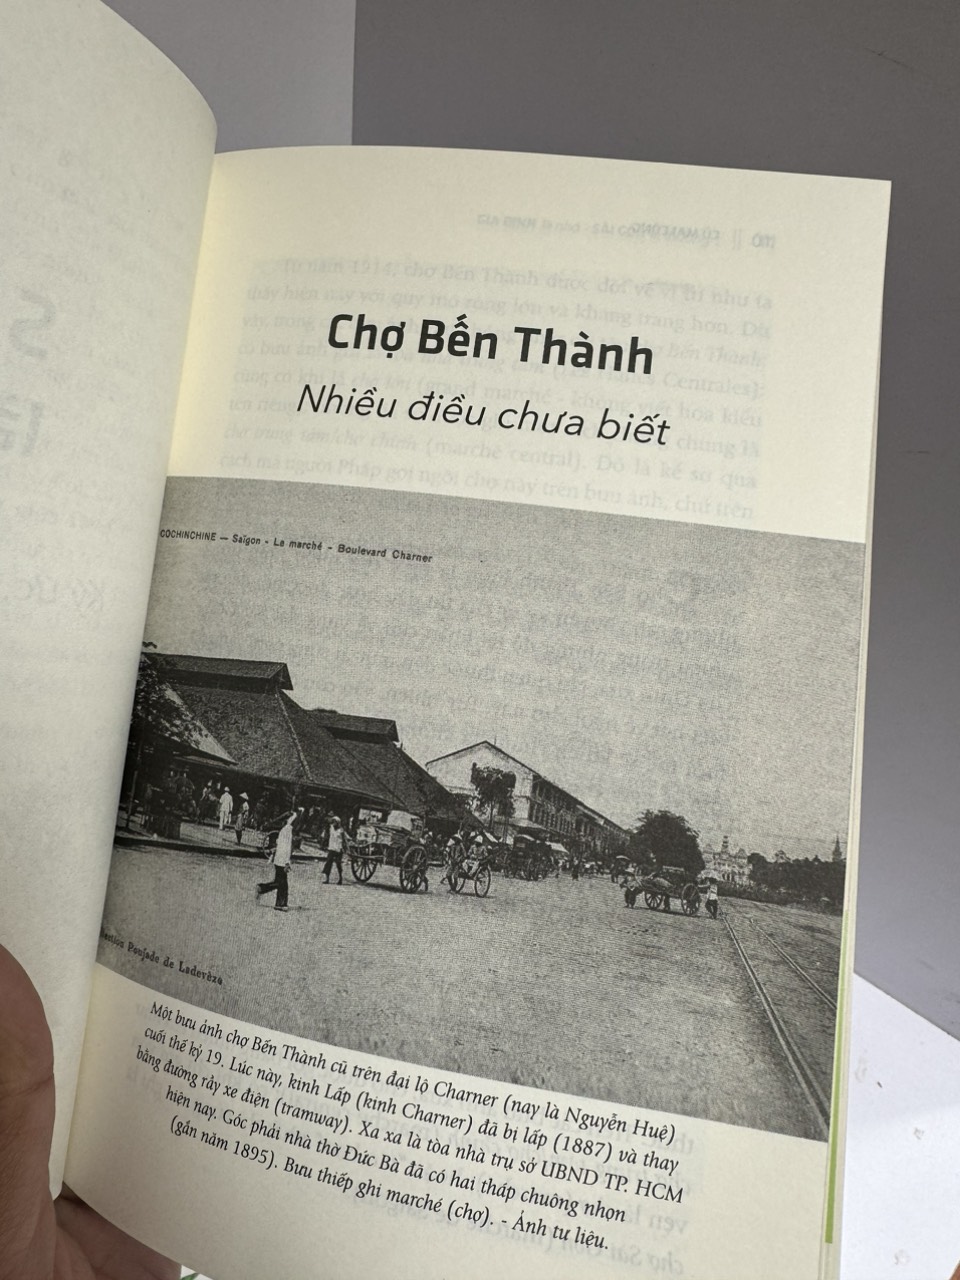 Chợ Bến Thành
Nhiều điều chưa biết
COCHINCHINE — Saïgon - Le marché - Boulevard Charner
Poujade de Ladevèze
Một bưu ảnh chợ Bến Thành cũ trên đại lộ Charner (nay là Nguyễn Huệ)
cuối thế kỷ 19. Lúc này, kinh Lấp (kinh Charner) đã bị lấp (1887) và thay
bằng đường rầy xe điện (tramway). Xa xa là tòa nhà trụ sở UBND TP. HCM
hiện nay. Góc phải nhà thờ Đức Bà đã có hai tháp chuông nhọn
(gắn năm 1895). Bưu thiếp ghi marché (chợ). - Ảnh tư liệu.